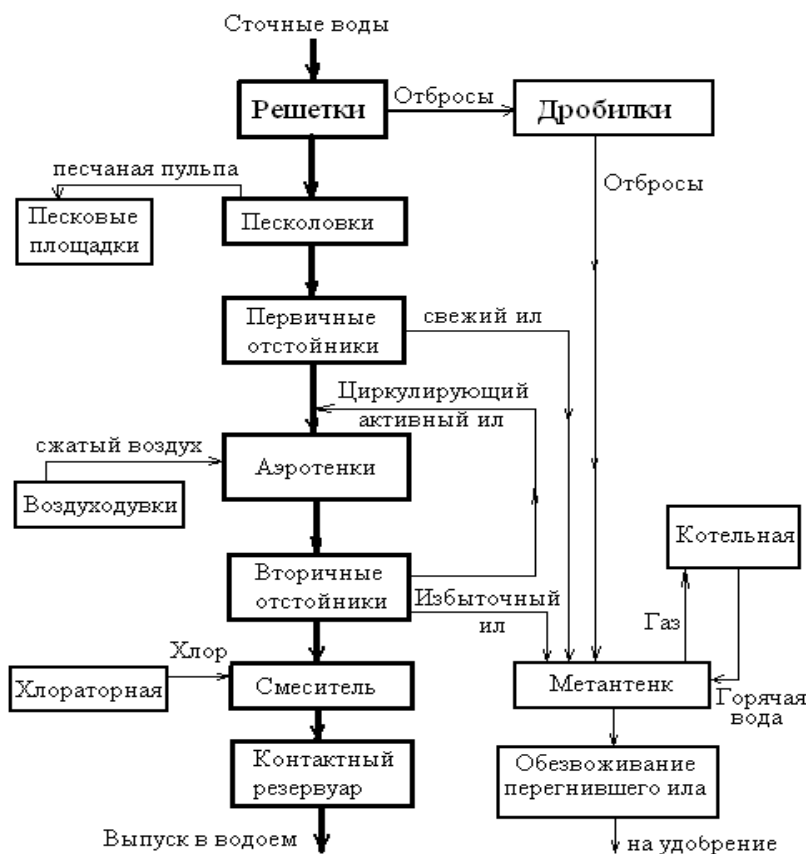 Сточные воды
Решетки
Отбросы
Дробилки
песчаная пульпа
Отбросы
Песковые
площадки
Песколовки
Первичные
отстойники
свежий ил
Циркулирующий
активный ил
сжатый воздух
Аэротенки
Воздуходувки
Котельная
Вторичные
отстойники
Избыточный
ил
Газ
Хлор
Хлораторная
Смеситель
Метантенк
Горячая
вода
Контактный
резервуар
Обезвоживание
перегнившего ила
Выпуск в водоем
на удобрение